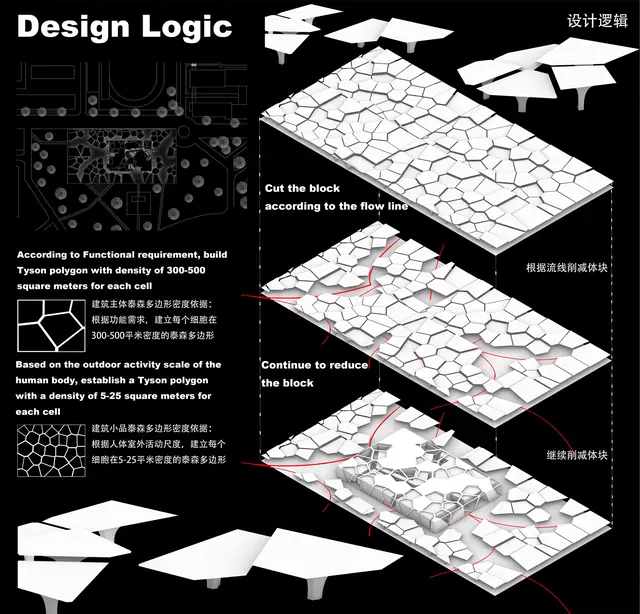 Design Logic
设计逻辑
Cut the block
according to the flow line
According to Functional requirement, build
Tyson polygon with density of 300-500
square meters for each cell
根据流线削减体块
建筑主体泰森多边形密度依据：
根据功能需求，建立每个细胞在
300-500平米密度的泰森多边形
Based on the outdoor activity scale of the
human body, establish a Tyson polygon
with a density of 5-25 square meters for
each cell
Continue to reduce
the block
建筑小品泰森多边形密度依据：
根据人体室外活动尺度，建立每个
细胞在5-25平米密度的泰森多边形
继续削减体块